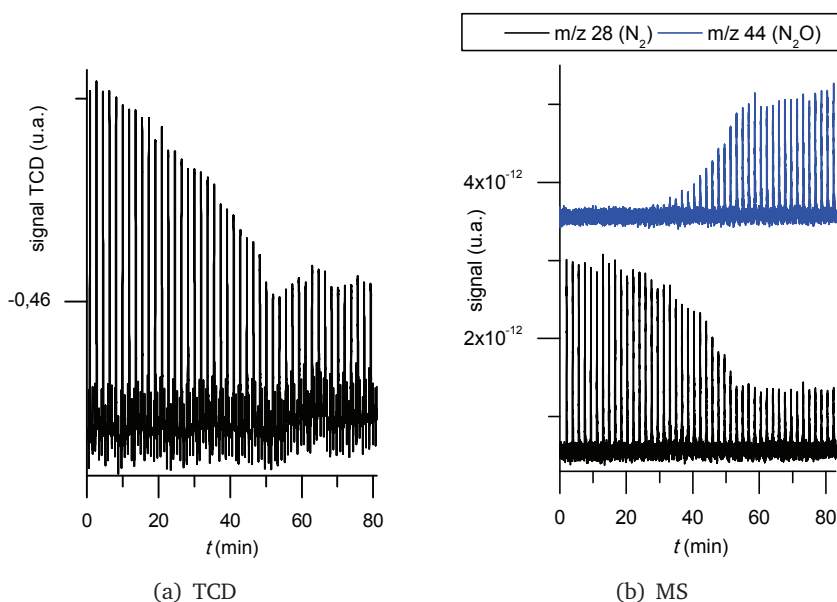 m/z 28 (N₂) m/z 44 (N₂O)
signal TCD (u.a.)
-0,46
0 20 40 60 80
t (min)
(a) TCD
signal (u.a.)
4x10⁻¹²
2x10⁻¹²
0 20 40 60 80
t (min)
(b) MS